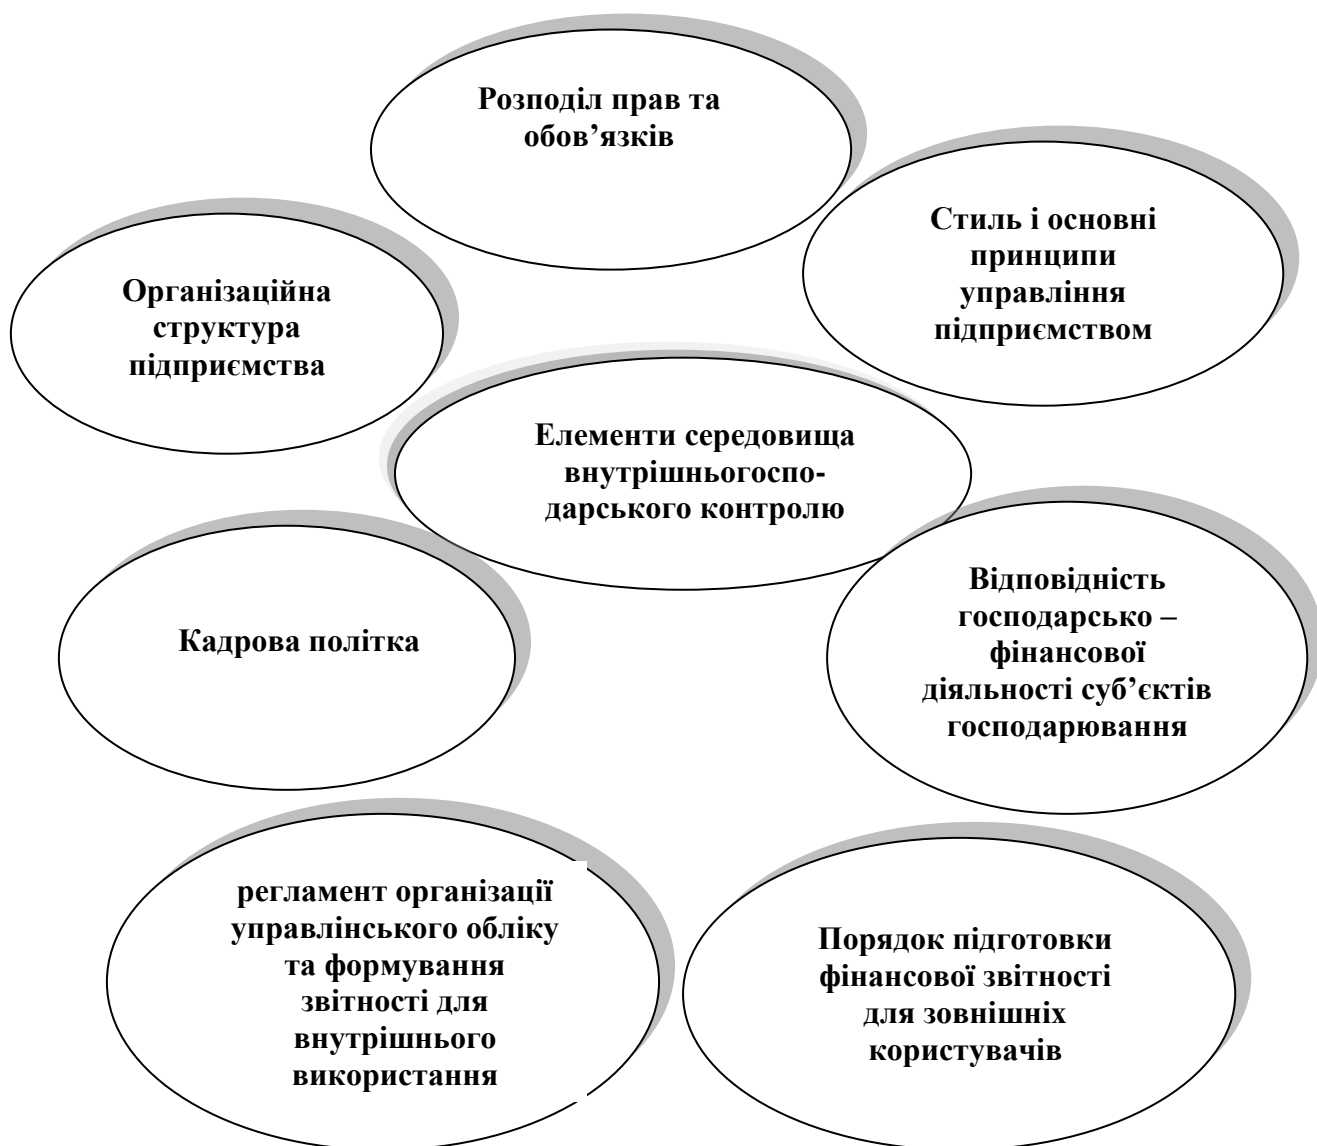 Розподіл прав та
обов’язків
Стиль і основні
принципи
управління
підприємством
Організаційна
структура
підприємства
Елементи середовища
внутрішньогоспо-
дарського контролю
Відповідність
господарсько –
фінансової
діяльності суб’єктів
господарювання
Кадрова політка
регламент організації
управлінського обліку
та формування
звітності для
внутрішнього
використання
Порядок підготовки
фінансової звітності
для зовнішніх
користувачів